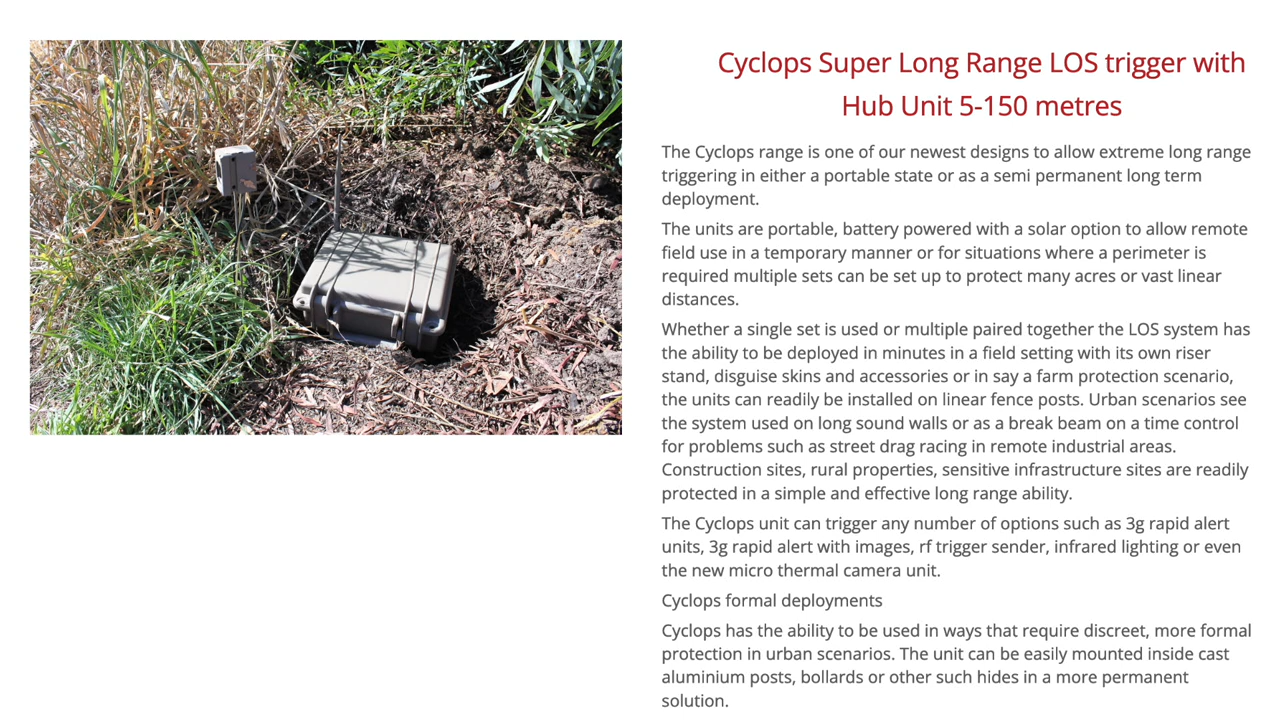 Cyclops Super Long Range LOS trigger with
Hub Unit 5-150 metres
The Cyclops range is one of our newest designs to allow extreme long range
triggering in either a portable state or as a semi permanent long term
deployment.
The units are portable, battery powered with a solar option to allow remote
field use in a temporary manner or for situations where a perimeter is
required multiple sets can be set up to protect many acres or vast linear
distances.
Whether a single set is used or multiple paired together the LOS system has
the ability to be deployed in minutes in a field setting with its own riser
stand, disguise skins and accessories or in say a farm protection scenario,
the units can readily be installed on linear fence posts. Urban scenarios see
the system used on long sound walls or as a break beam on a time control
for problems such as street drag racing in remote industrial areas.
Construction sites, rural properties, sensitive infrastructure sites are readily
protected in a simple and effective long range ability.
The Cyclops unit can trigger any number of options such as 3g rapid alert
units, 3g rapid alert with images, rf trigger sender, infrared lighting or even
the new micro thermal camera unit.
Cyclops formal deployments
Cyclops has the ability to be used in ways that require discreet, more formal
protection in urban scenarios. The unit can be easily mounted inside cast
aluminium posts, bollards or other such hides in a more permanent
solution.